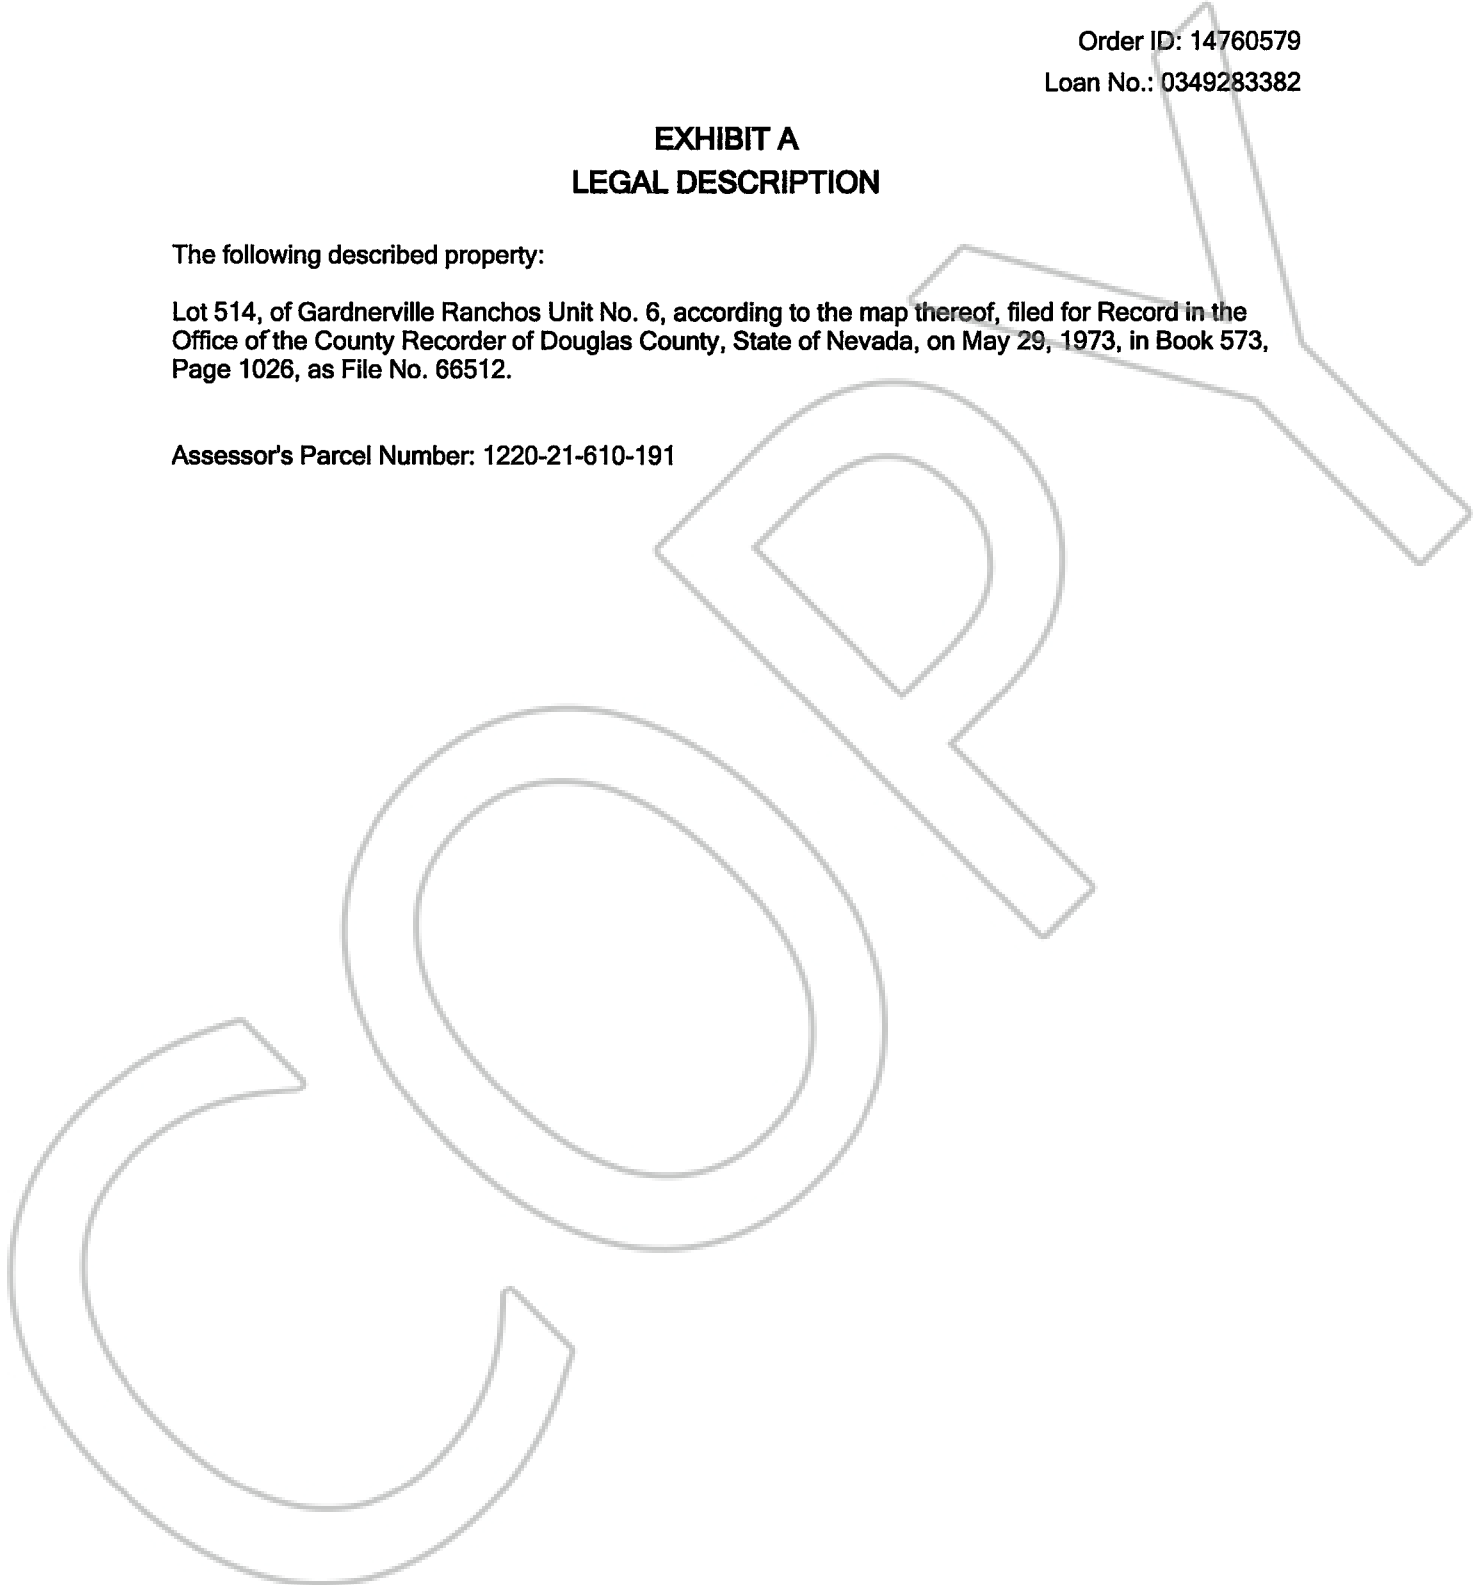 Order ID: 14760579
Loan No.: 0349283382
EXHIBIT A
LEGAL DESCRIPTION
The following described property:
Lot 514, of Gardnerville Ranchos Unit No. 6, according to the map thereof, filed for Record in the
Office of the County Recorder of Douglas County, State of Nevada, on May 29, 1973, in Book 573,
Page 1026, as File No. 66512.
Assessor's Parcel Number: 1220-21-610-191
COPY